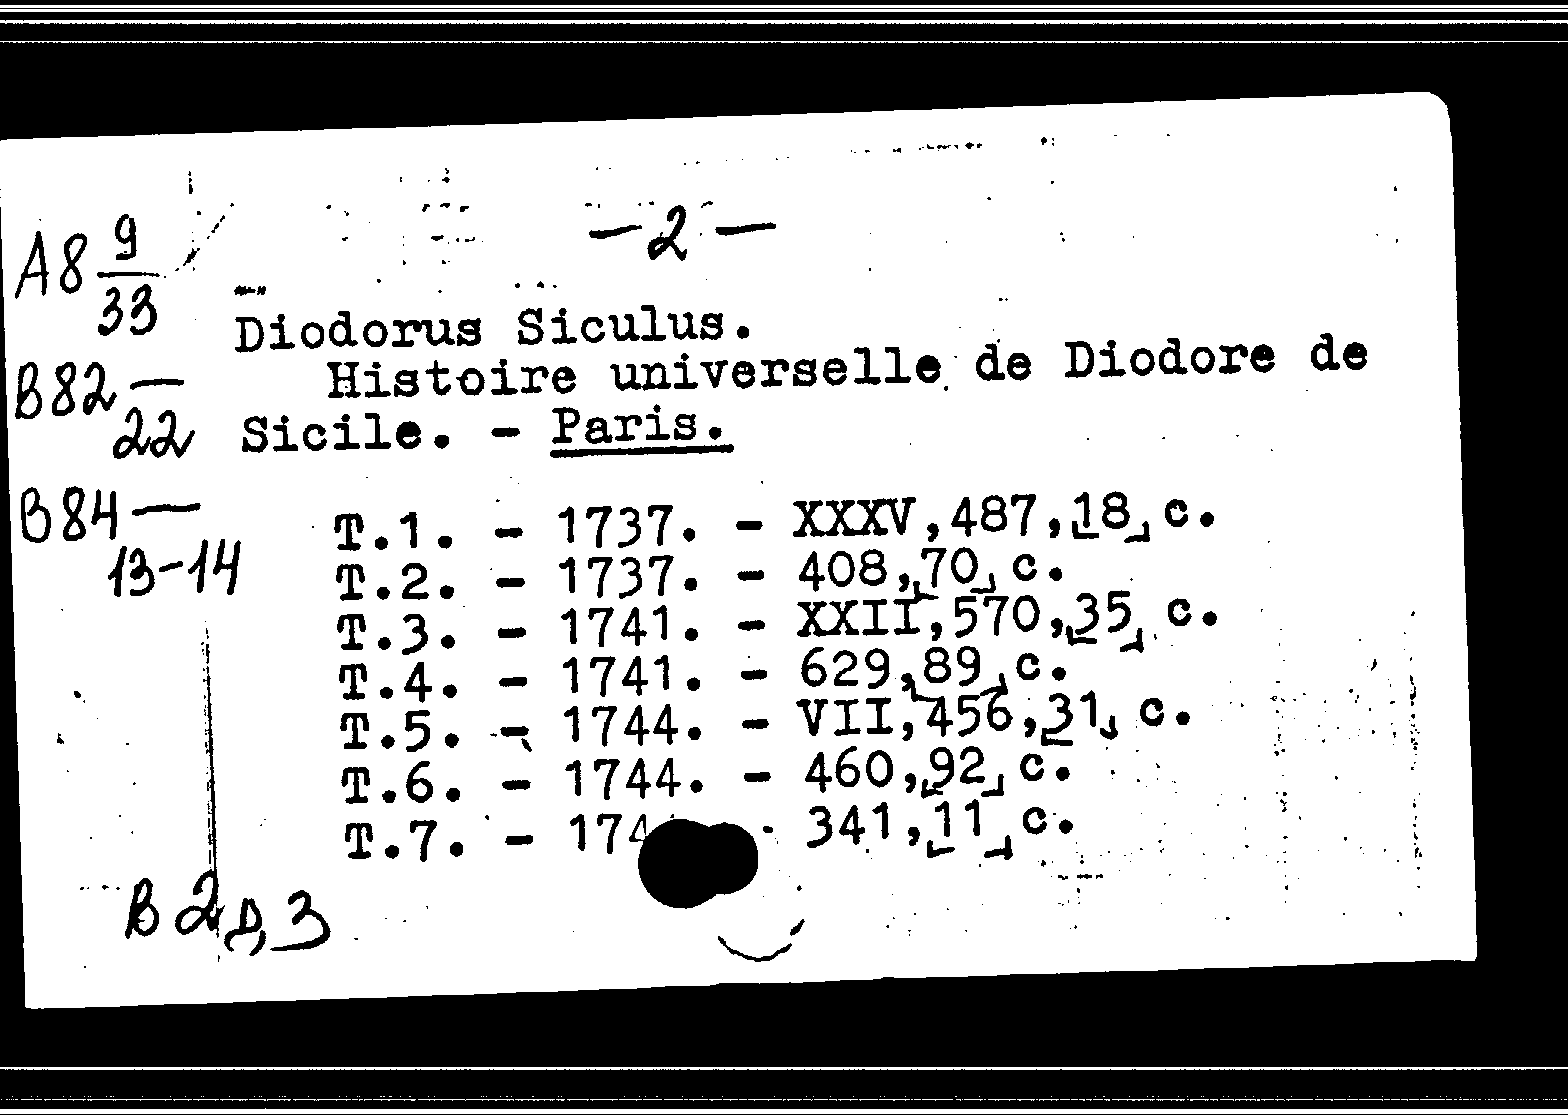 — 2 —
A8 9/33
Diodorus Siculus.
Histoire universelle de Diodore de
B82 —
22
Sicile. - Paris.
B84 —
13-14
T.1. - 1737. - XXXV,487,[18] c.
T.2. - 1737. - 408,[70] c.
T.3. - 1741. - XXII,570,[35] c.
T.4. - 1741. - 629,[89] c.
T.5. - 1744. - VII,456,[31] c.
T.6. - 1744. - 460,[92] c.
T.7. - 341,[11] c.
В 2